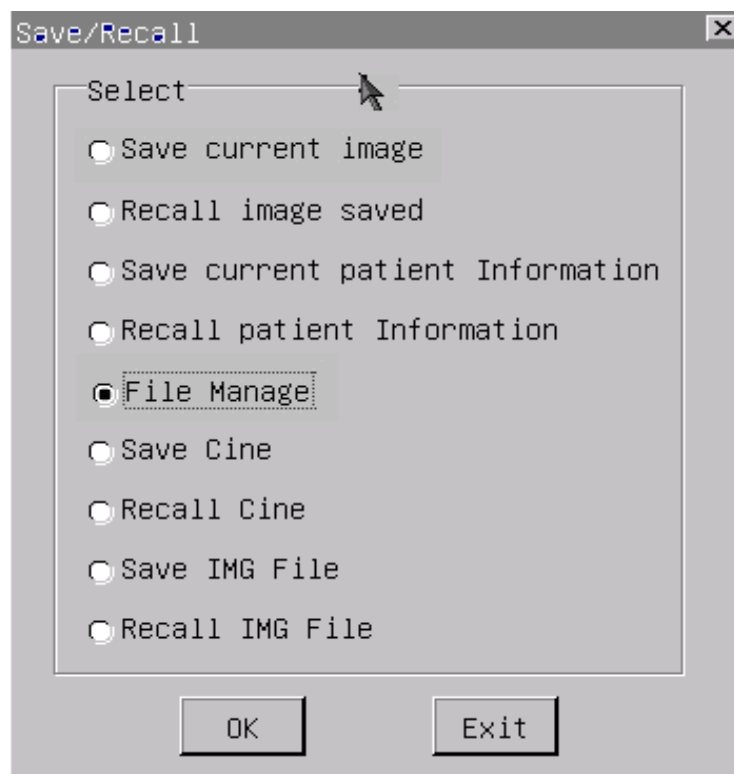 Save/Recall
Select
Save current image
Recall image saved
Save current patient Information
Recall patient Information
File Manage
Save Cine
Recall Cine
Save IMG File
Recall IMG File
OK Exit